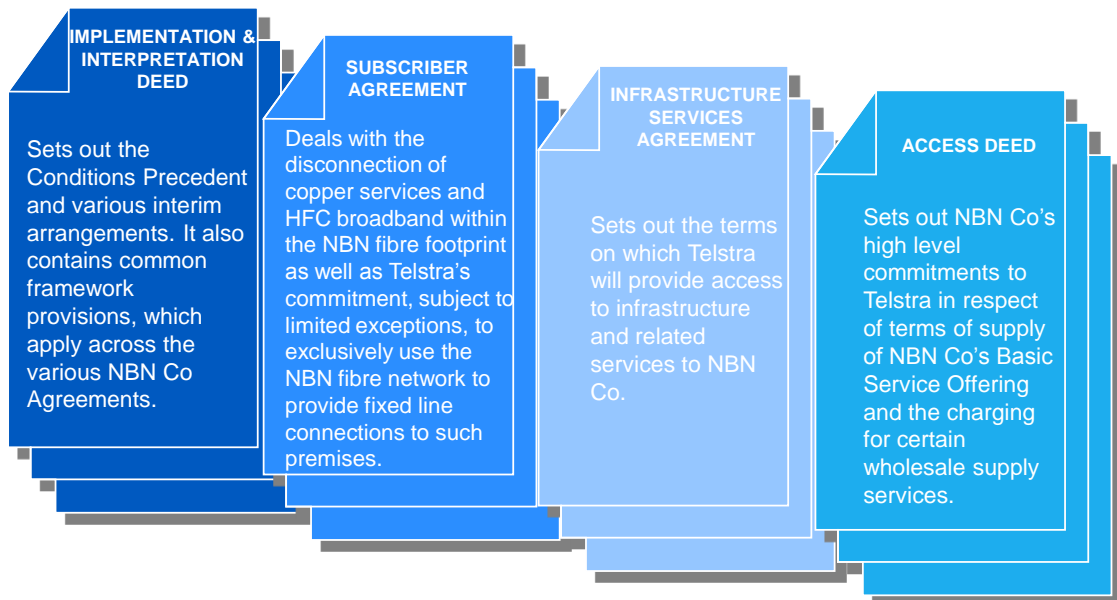 IMPLEMENTATION &
INTERPRETATION
DEED
Sets out the
Conditions Precedent
and various interim
arrangements. It also
contains common
framework
provisions, which
apply across the
various NBN Co
Agreements.
SUBSCRIBER
AGREEMENT
Deals with the
disconnection of
copper services and
HFC broadband within
the NBN fibre footprint
as well as Telstra's
commitment, subject to
limited exceptions, to
exclusively use the
NBN fibre network to
provide fixed line
connections to such
premises.
INFRASTRUCTURE
SERVICES
AGREEMENT
Sets out the terms
on which Telstra
will provide access
to infrastructure
and related
services to NBN
Co.
ACCESS DEED
Sets out NBN Co's
high level
commitments to
Telstra in respect
of terms of supply
of NBN Co's Basic
Service Offering
and the charging
for certain
wholesale supply
services.